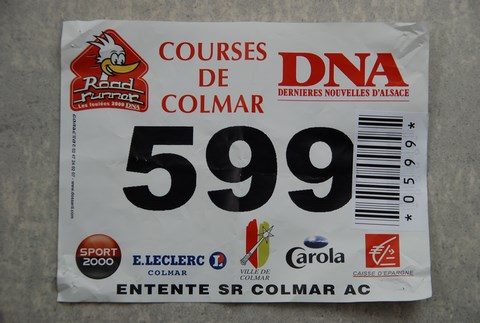 Road
runner
Les foulées 2009 DNA
COURSES
DE
COLMAR
DNA
DERNIERES NOUVELLES D'ALSACE
599
*0599*
SPORT
2000
E.LECLERC L
COLMAR
VILLE DE
COLMAR
Carola
CAISSE D'EPARGNE
ENTENTE SR COLMAR AC